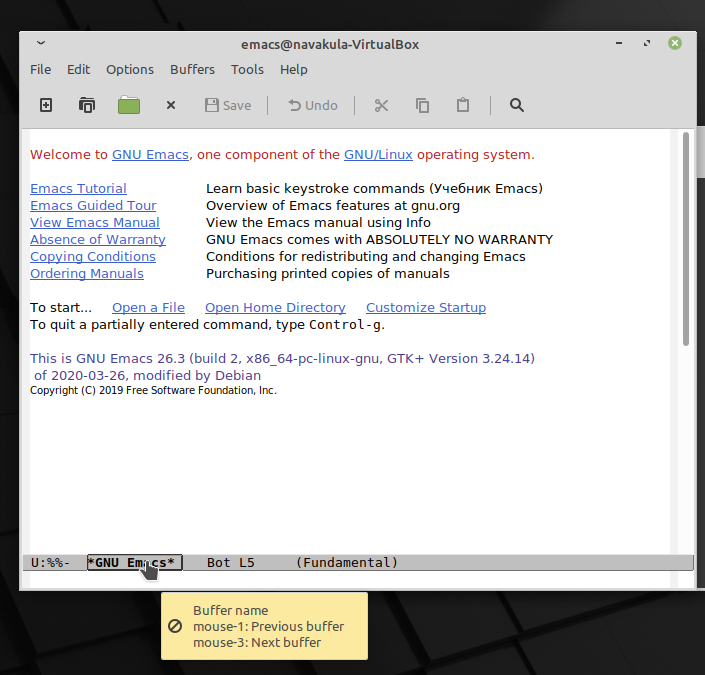 emacs@navakula-VirtualBox
File Edit Options Buffers Tools Help
Save Undo
Welcome to GNU Emacs, one component of the GNU/Linux operating system.
Emacs Tutorial Learn basic keystroke commands (Учебник Emacs)
Emacs Guided Tour Overview of Emacs features at gnu.org
View Emacs Manual View the Emacs manual using Info
Absence of Warranty GNU Emacs comes with ABSOLUTELY NO WARRANTY
Copying Conditions Conditions for redistributing and changing Emacs
Ordering Manuals Purchasing printed copies of manuals
To start... Open a File Open Home Directory Customize Startup
To quit a partially entered command, type Control-g.
This is GNU Emacs 26.3 (build 2, x86_64-pc-linux-gnu, GTK+ Version 3.24.14)
of 2020-03-26, modified by Debian
Copyright (C) 2019 Free Software Foundation, Inc.
U:%%- *GNU Emacs* Bot L5 (Fundamental)
Buffer name
mouse-1: Previous buffer
mouse-3: Next buffer